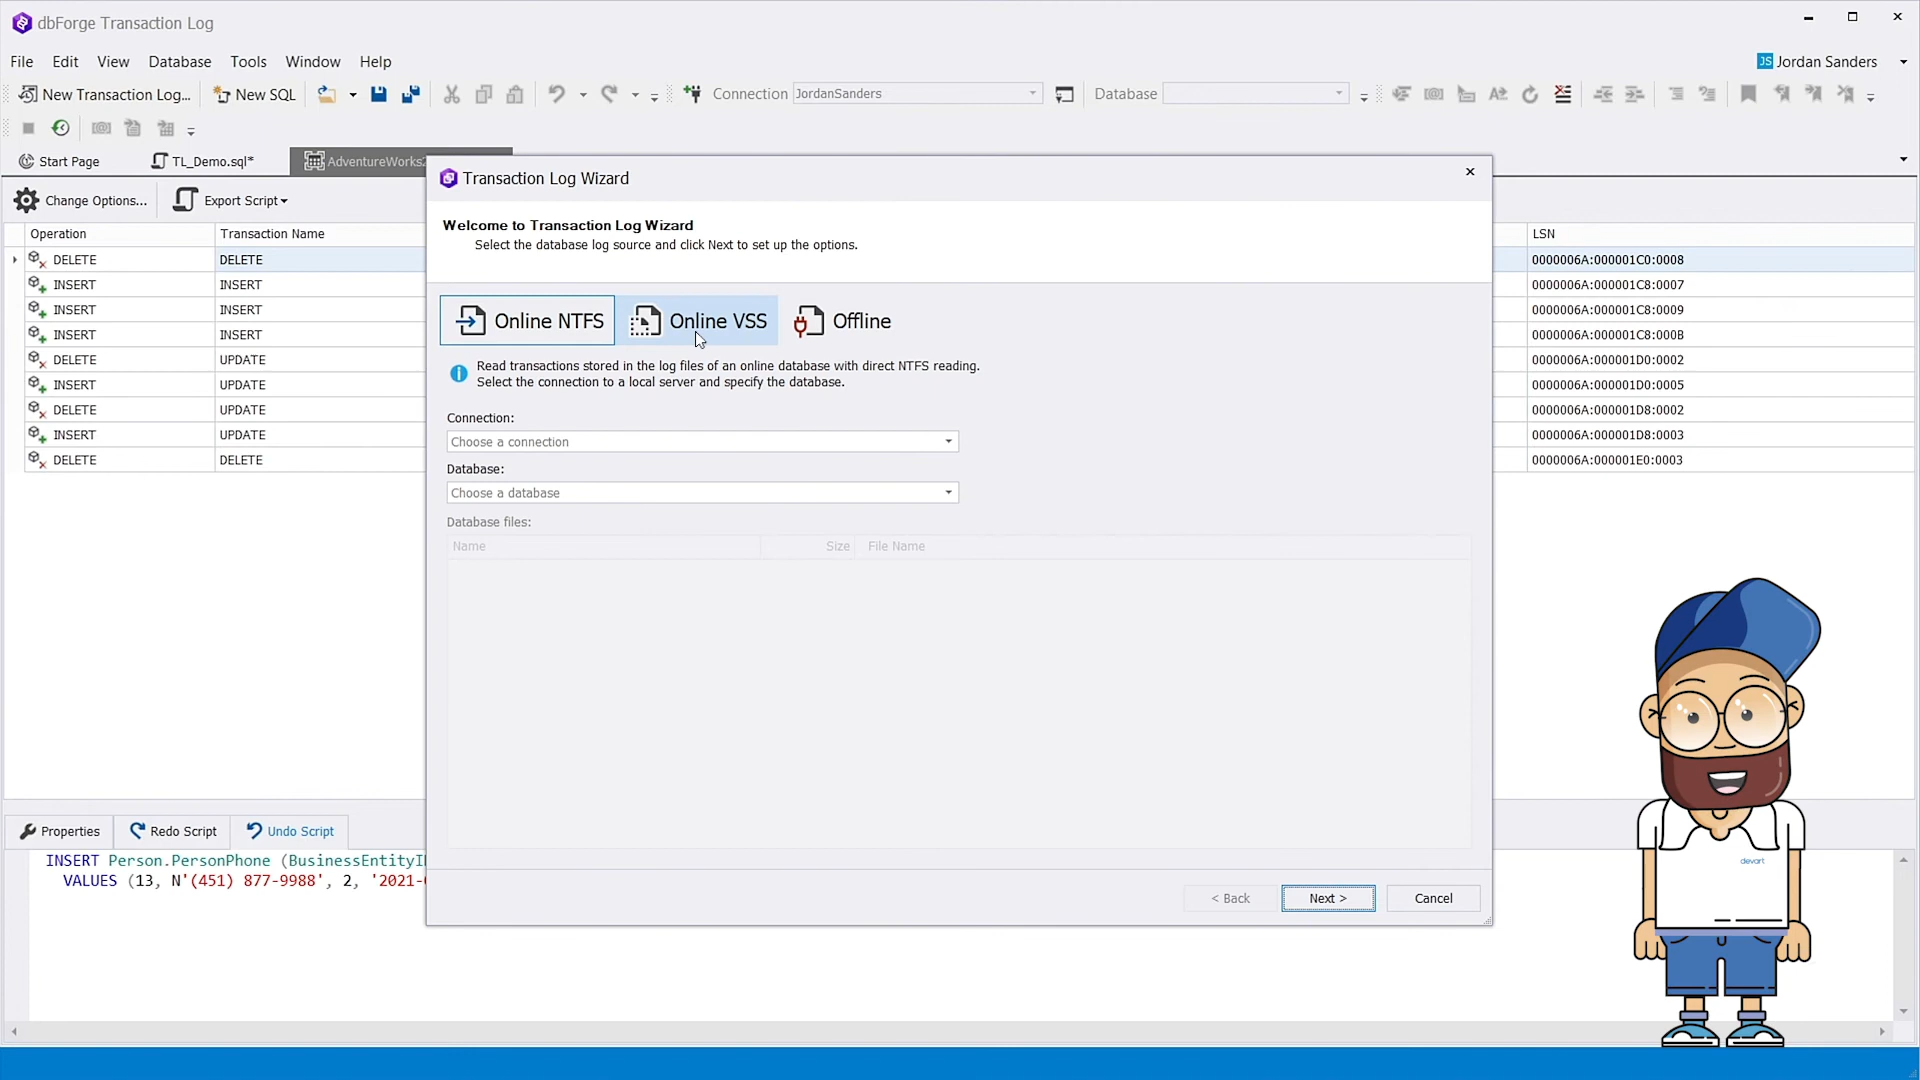 dbForge Transaction Log
File Edit View Database Tools Window Help
JS Jordan Sanders
New Transaction Log... New SQL Connection JordanSanders Database
Start Page TL_Demo.sql* AdventureWorks
Change Options... Export Script
Operation Transaction Name LSN
DELETE DELETE 0000006A:000001C0:0008
INSERT INSERT 0000006A:000001C8:0007
INSERT INSERT 0000006A:000001C8:0009
INSERT INSERT 0000006A:000001C8:000B
DELETE UPDATE 0000006A:000001D0:0002
INSERT UPDATE 0000006A:000001D0:0005
DELETE UPDATE 0000006A:000001D8:0002
INSERT UPDATE 0000006A:000001D8:0003
DELETE DELETE 0000006A:000001E0:0003
Transaction Log Wizard
Welcome to Transaction Log Wizard
Select the database log source and click Next to set up the options.
Online NTFS Online VSS Offline
Read transactions stored in the log files of an online database with direct NTFS reading.
Select the connection to a local server and specify the database.
Connection:
Choose a connection
Database:
Choose a database
Database files:
Name Size File Name
< Back Next > Cancel
Properties Redo Script Undo Script
INSERT Person.PersonPhone (BusinessEntityI
VALUES (13, N'(451) 877-9988', 2, '2021-
devart